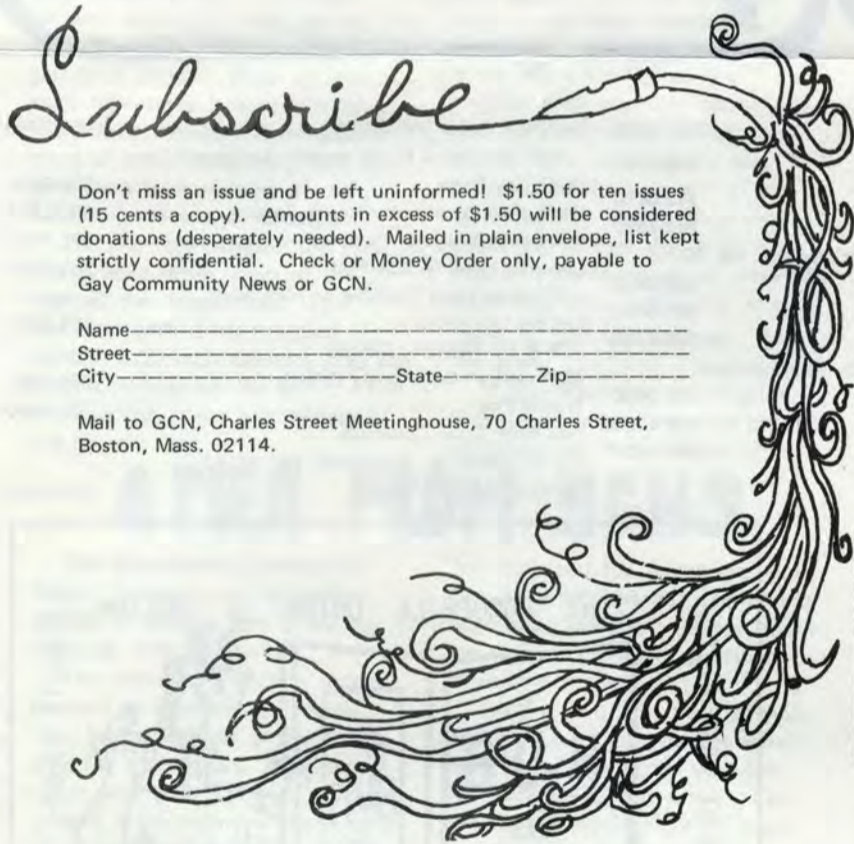 Subscribe
Don't miss an issue and be left uninformed! $1.50 for ten issues
(15 cents a copy). Amounts in excess of $1.50 will be considered
donations (desperately needed). Mailed in plain envelope, list kept
strictly confidential. Check or Money Order only, payable to
Gay Community News or GCN.
Name
Street
City State Zip
Mail to GCN, Charles Street Meetinghouse, 70 Charles Street,
Boston, Mass. 02114.